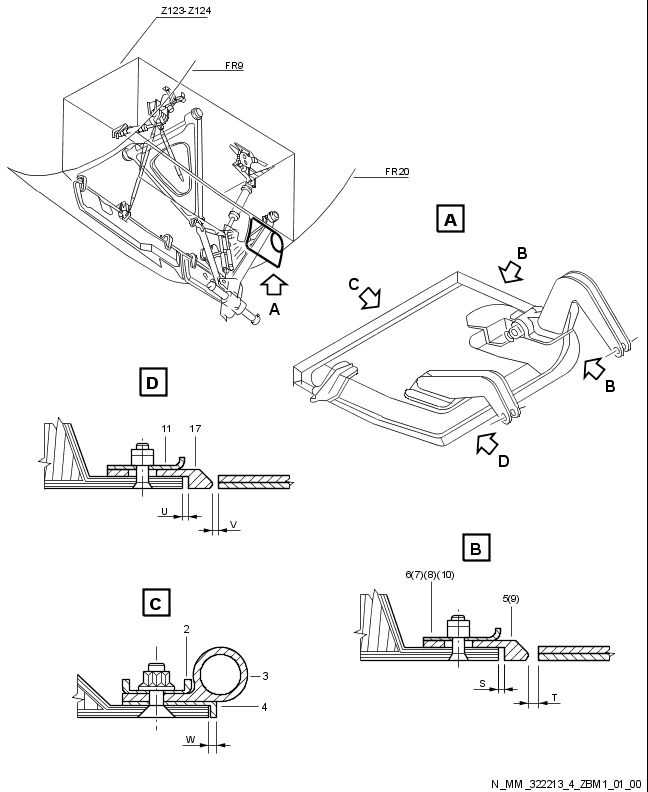 Z123-Z124
FR9
FR20
A
A
B
C
B
D
D
11 17
U
V
B
6(7)(8)(10)
5(9)
S
T
C
2
3
4
W
N_MM_322213_4_ZBM1_01_00